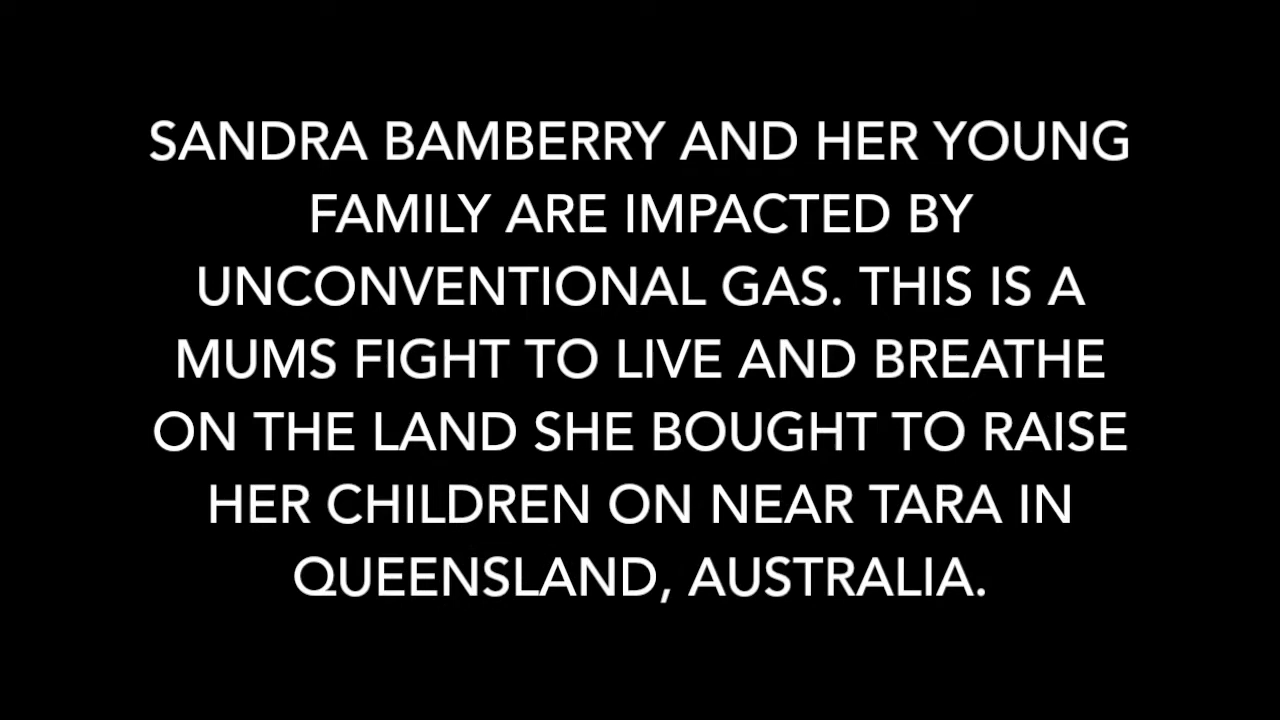 SANDRA BAMBERRY AND HER YOUNG
FAMILY ARE IMPACTED BY
UNCONVENTIONAL GAS. THIS IS A
MUMS FIGHT TO LIVE AND BREATHE
ON THE LAND SHE BOUGHT TO RAISE
HER CHILDREN ON NEAR TARA IN
QUEENSLAND, AUSTRALIA.